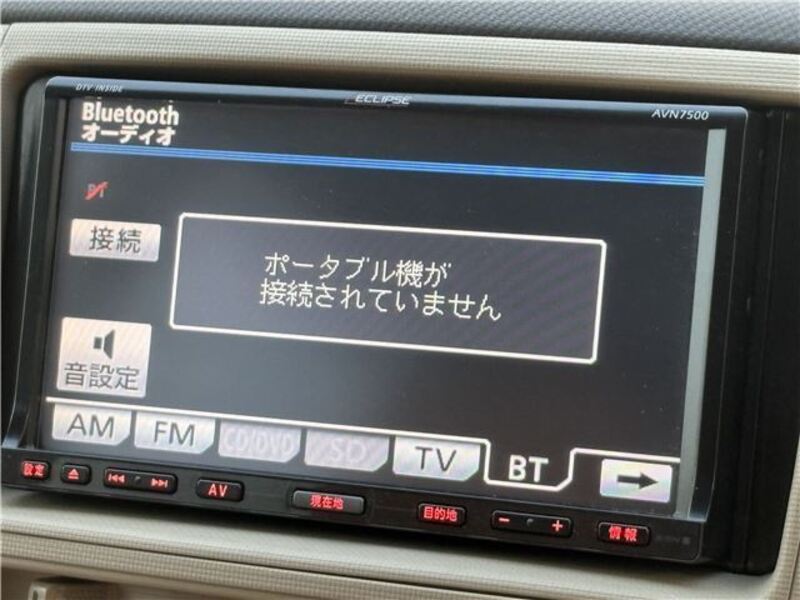 DTV INSIDE
ECLIPSE
AVN7500
Bluetooth
オーディオ
BT
接続
ポータブル機が
接続されていません
音設定
AM FM CD/DVD SD TV BT
設定 AV 現在地 目的地 - + 情報